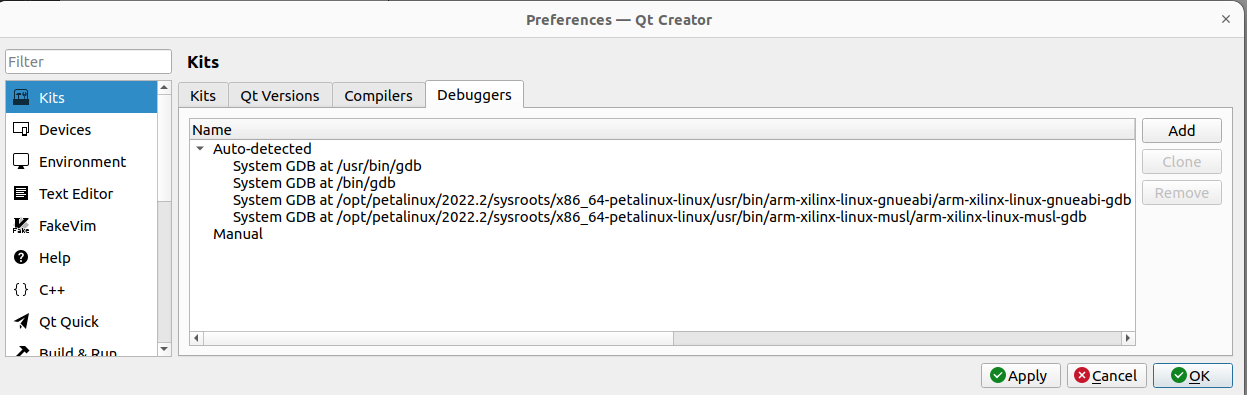 Preferences — Qt Creator
Filter
Kits
Devices
Environment
Text Editor
FakeVim
Help
C++
Qt Quick
Build & Run
Kits
Kits Qt Versions Compilers Debuggers
Name
Auto-detected
System GDB at /usr/bin/gdb
System GDB at /bin/gdb
System GDB at /opt/petalinux/2022.2/sysroots/x86_64-petalinux-linux/usr/bin/arm-xilinx-linux-gnueabi/arm-xilinx-linux-gnueabi-gdb
System GDB at /opt/petalinux/2022.2/sysroots/x86_64-petalinux-linux/usr/bin/arm-xilinx-linux-musl/arm-xilinx-linux-musl-gdb
Manual
Add
Clone
Remove
Apply Cancel OK